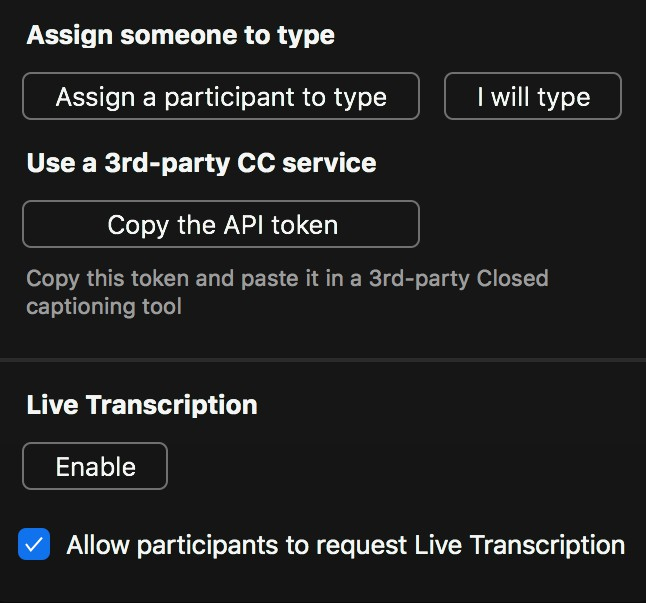 Assign someone to type
Assign a participant to type
I will type
Use a 3rd-party CC service
Copy the API token
Copy this token and paste it in a 3rd-party Closed
captioning tool
Live Transcription
Enable
Allow participants to request Live Transcription